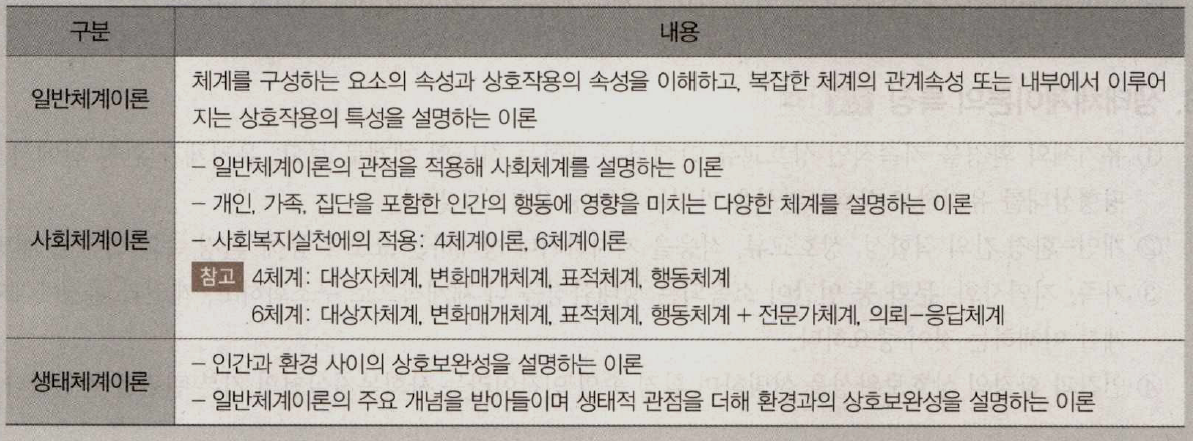 구분 내용
일반체계이론 체계를 구성하는 요소의 속성과 상호작용의 속성을 이해하고, 복잡한 체계의 관계속성 또는 내부에서 이루어
지는 상호작용의 특성을 설명하는 이론
사회체계이론
– 일반체계이론의 관점을 적용해 사회체계를 설명하는 이론
– 개인, 가족, 집단을 포함한 인간의 행동에 영향을 미치는 다양한 체계를 설명하는 이론
– 사회복지실천에의 적용: 4체계이론, 6체계이론
참고 4체계: 대상자체계, 변화매개체계, 표적체계, 행동체계
6체계: 대상자체계, 변화매개체계, 표적체계, 행동체계 + 전문가체계, 의뢰–응답체계
생태체계이론
– 인간과 환경 사이의 상호보완성을 설명하는 이론
– 일반체계이론의 주요 개념을 받아들이며 생태적 관점을 더해 환경과의 상호보완성을 설명하는 이론